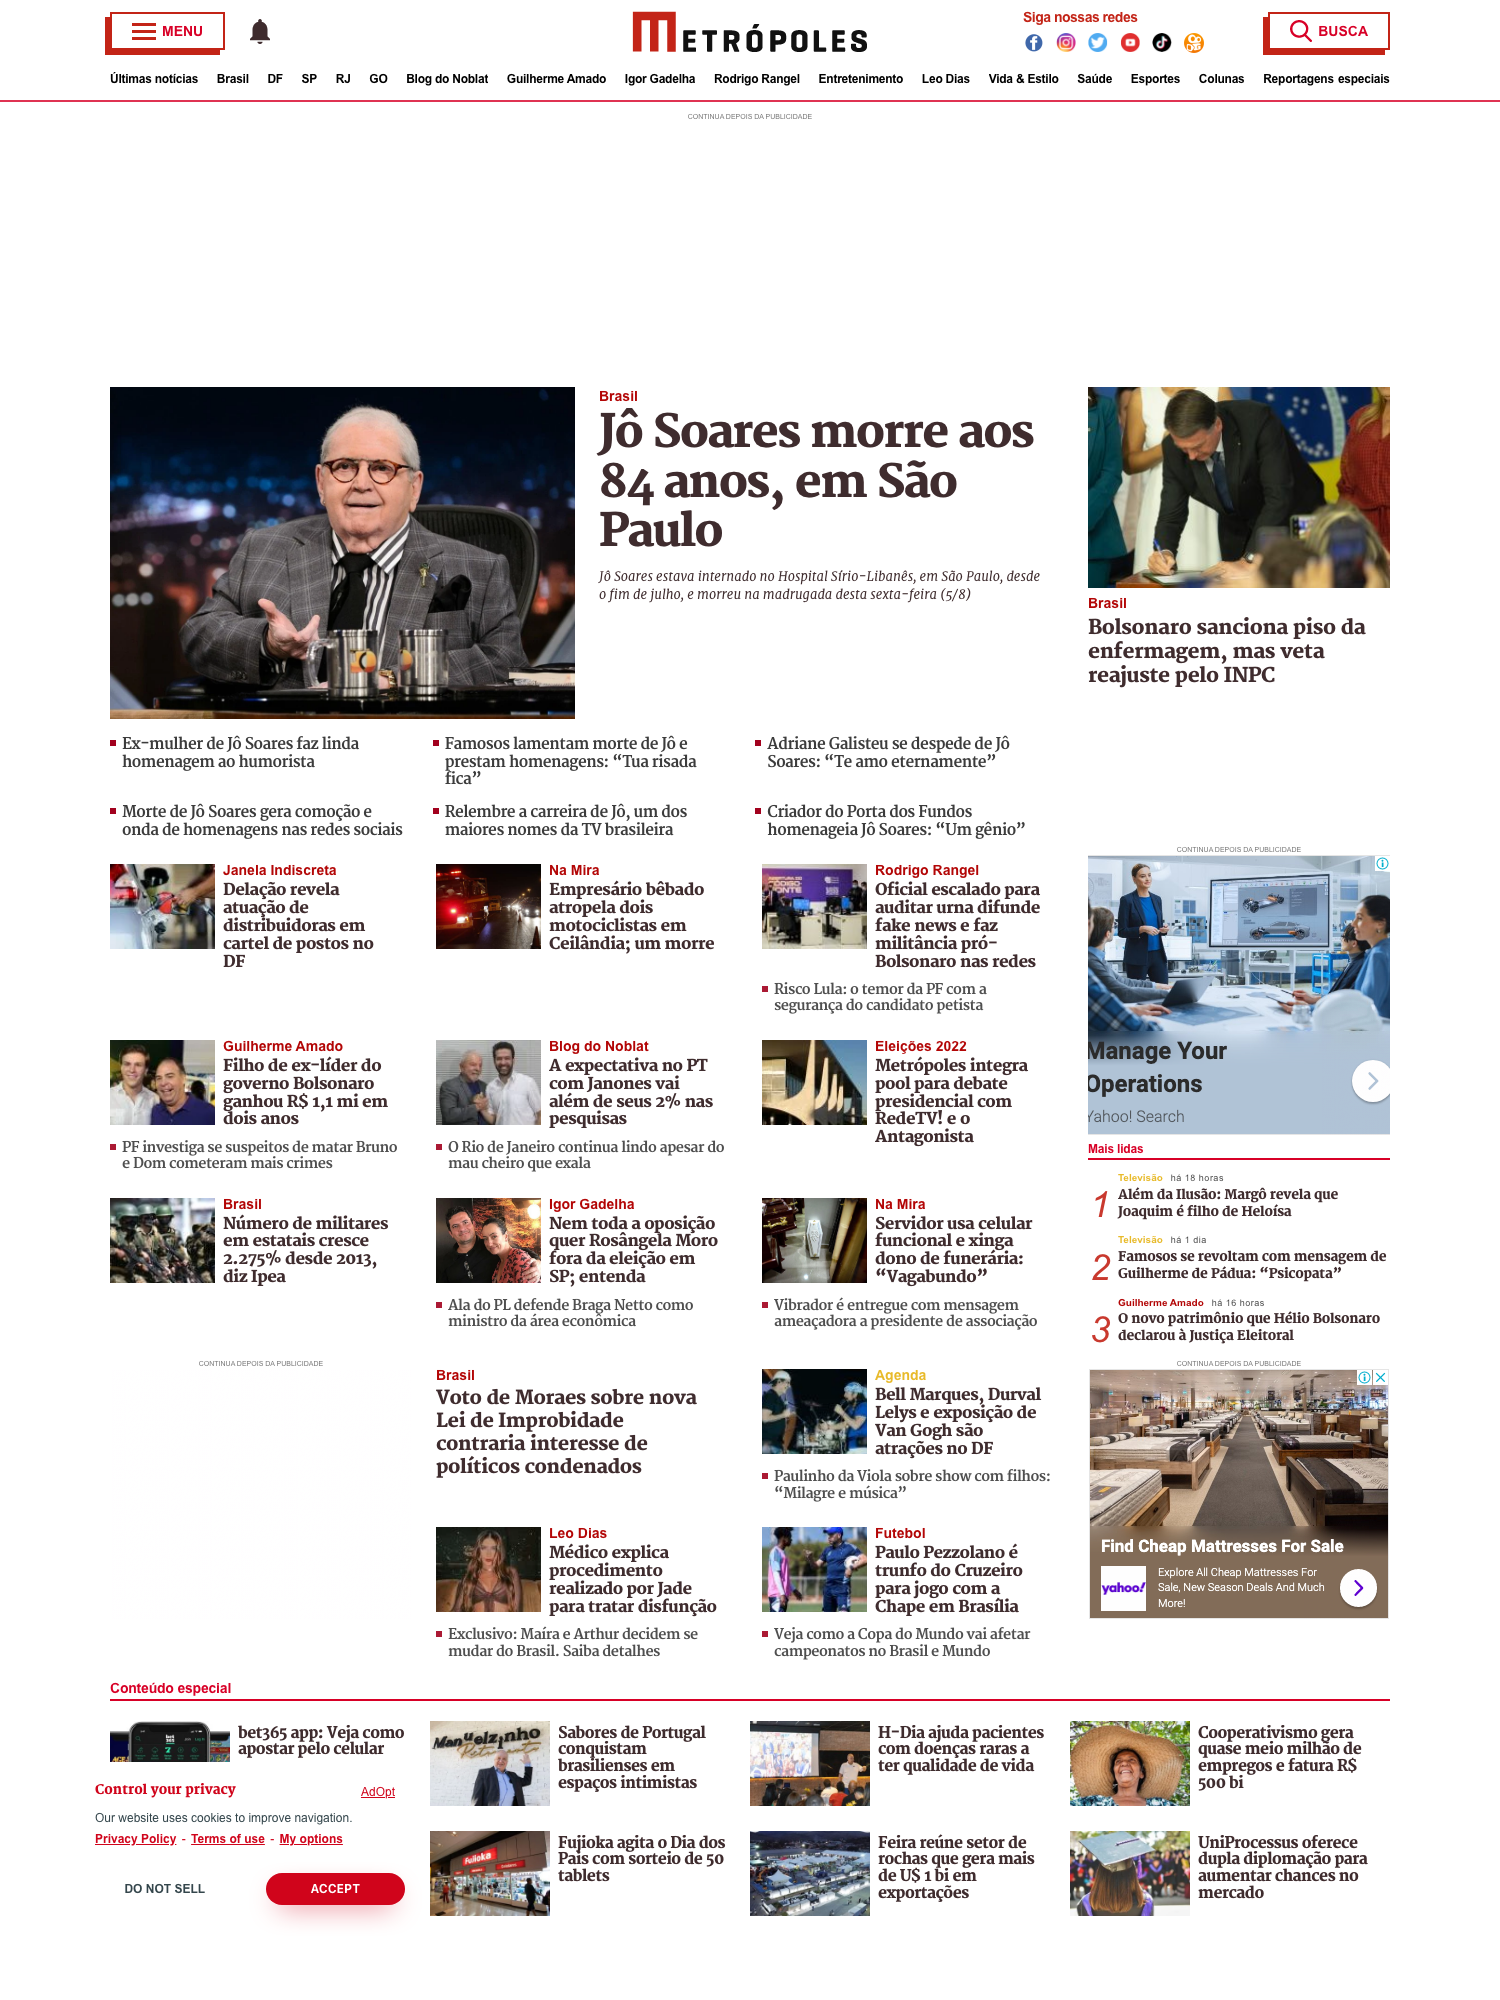 MENU
METRÓPOLES
Siga nossas redes
BUSCA
Últimas notícias Brasil DF SP RJ GO Blog do Noblat Guilherme Amado Igor Gadelha Rodrigo Rangel Entretenimento Leo Dias Vida & Estilo Saúde Esportes Colunas Reportagens especiais
CONTINUA DEPOIS DA PUBLICIDADE
Brasil
Jô Soares morre aos
84 anos, em São
Paulo
Jô Soares estava internado no Hospital Sírio-Libanês, em São Paulo, desde
o fim de julho, e morreu na madrugada desta sexta-feira (5/8)
Brasil
Bolsonaro sanciona piso da
enfermagem, mas veta
reajuste pelo INPC
Ex-mulher de Jô Soares faz linda
homenagem ao humorista
Famosos lamentam morte de Jô e
prestam homenagens: “Tua risada
fica”
Adriane Galisteu se despede de Jô
Soares: “Te amo eternamente”
Morte de Jô Soares gera comoção e
onda de homenagens nas redes sociais
Relembre a carreira de Jô, um dos
maiores nomes da TV brasileira
Criador do Porta dos Fundos
homenageia Jô Soares: “Um gênio”
Janela Indiscreta
Delação revela
atuação de
distribuidoras em
cartel de postos no
DF
Na Mira
Empresário bêbado
atropela dois
motociclistas em
Ceilândia; um morre
Rodrigo Rangel
Oficial escalado para
auditar urna difunde
fake news e faz
militância pró-
Bolsonaro nas redes
Risco Lula: o temor da PF com a
segurança do candidato petista
CONTINUA DEPOIS DA PUBLICIDADE
Manage Your
Operations
Yahoo! Search
Guilherme Amado
Filho de ex-líder do
governo Bolsonaro
ganhou R$ 1,1 mi em
dois anos
PF investiga se suspeitos de matar Bruno
e Dom cometeram mais crimes
Blog do Noblat
A expectativa no PT
com Janones vai
além de seus 2% nas
pesquisas
O Rio de Janeiro continua lindo apesar do
mau cheiro que exala
Eleições 2022
Metrópoles integra
pool para debate
presidencial com
RedeTV! e o
Antagonista
Mais lidas
Televisão há 18 horas
1 Além da Ilusão: Margô revela que
Joaquim é filho de Heloísa
Televisão há 1 dia
2 Famosos se revoltam com mensagem de
Guilherme de Pádua: “Psicopata”
Guilherme Amado há 16 horas
3 O novo patrimônio que Hélio Bolsonaro
declarou à Justiça Eleitoral
Brasil
Número de militares
em estatais cresce
2.275% desde 2013,
diz Ipea
Igor Gadelha
Nem toda a oposição
quer Rosângela Moro
fora da eleição em
SP; entenda
Ala do PL defende Braga Netto como
ministro da área econômica
Na Mira
Servidor usa celular
funcional e xinga
dono de funerária:
“Vagabundo”
Vibrador é entregue com mensagem
ameaçadora a presidente de associação
CONTINUA DEPOIS DA PUBLICIDADE
Brasil
Voto de Moraes sobre nova
Lei de Improbidade
contraria interesse de
políticos condenados
Agenda
Bell Marques, Durval
Lelys e exposição de
Van Gogh são
atrações no DF
Paulinho da Viola sobre show com filhos:
“Milagre e música”
CONTINUA DEPOIS DA PUBLICIDADE
Find Cheap Mattresses For Sale
yahoo!
Explore All Cheap Mattresses For
Sale, New Season Deals And Much
More!
Leo Dias
Médico explica
procedimento
realizado por Jade
para tratar disfunção
Exclusivo: Maíra e Arthur decidem se
mudar do Brasil. Saiba detalhes
Futebol
Paulo Pezzolano é
trunfo do Cruzeiro
para jogo com a
Chape em Brasília
Veja como a Copa do Mundo vai afetar
campeonatos no Brasil e Mundo
Conteúdo especial
bet365 app: Veja como
apostar pelo celular
Manuelzinho
Sabores de Portugal
conquistam
brasilienses em
espaços intimistas
H-Dia ajuda pacientes
com doenças raras a
ter qualidade de vida
Cooperativismo gera
quase meio milhão de
empregos e fatura R$
500 bi
Control your privacy
AdOpt
Our website uses cookies to improve navigation.
Privacy Policy - Terms of use - My options
DO NOT SELL
ACCEPT
Fujioka
Fujioka agita o Dia dos
Pais com sorteio de 50
tablets
Feira reúne setor de
rochas que gera mais
de U$ 1 bi em
exportações
UniProcessus oferece
dupla diplomação para
aumentar chances no
mercado